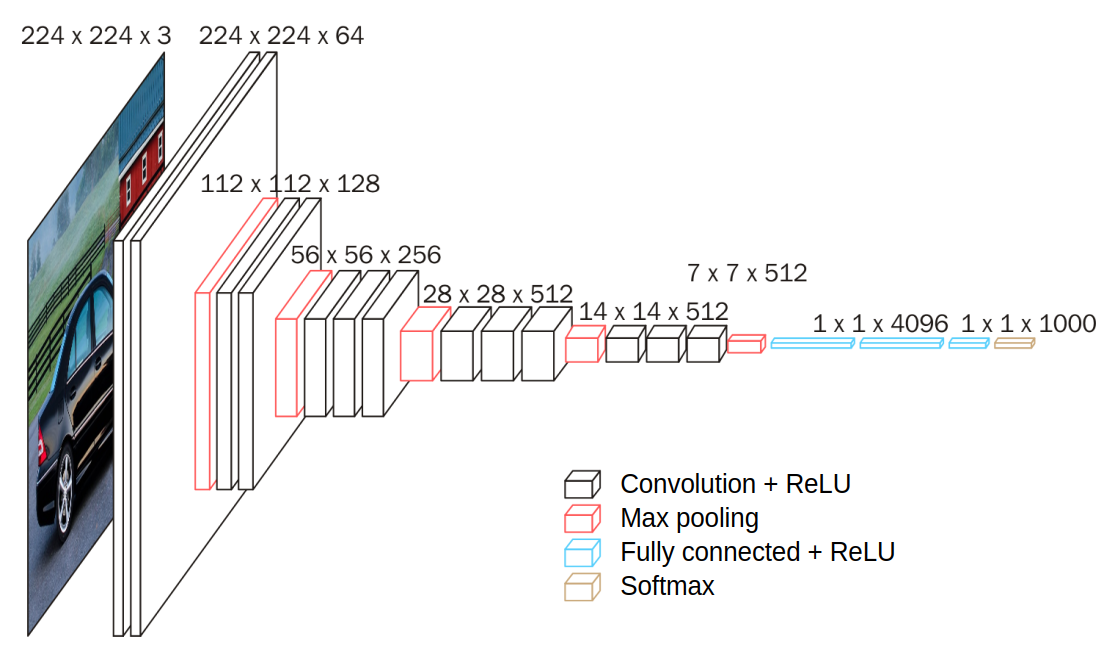 224 x 224 x 3
224 x 224 x 64
112 x 112 x 128
56 x 56 x 256
28 x 28 x 512
14 x 14 x 512
7 x 7 x 512
1 x 1 x 4096
1 x 1 x 1000
Convolution + ReLU
Max pooling
Fully connected + ReLU
Softmax